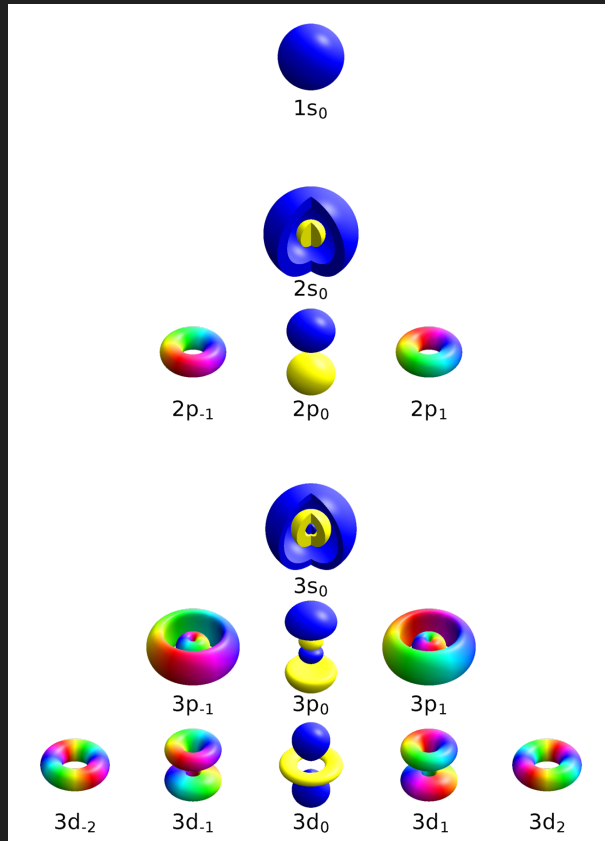 1s₀
2s₀
2p₋₁ 2p₀ 2p₁
3s₀
3p₋₁ 3p₀ 3p₁
3d₋₂ 3d₋₁ 3d₀ 3d₁ 3d₂